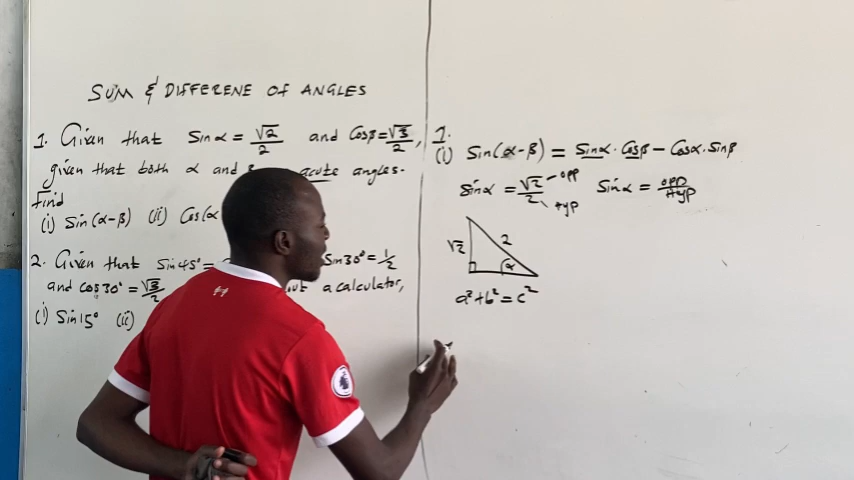 SUM & DIFFERENE OF ANGLES
1. Given that Sinα = √2/2 and Cosβ = √3/2,
given that both α and acute angles.
find
(i) Sin(α-β) (ii) Cos(α
2. Given that Sin45° = Sin30° = 1/2
and Cos30° = √3/2 a calculator,
(i) Sin15° (ii)
1.
(i) Sin(α-β) = Sinα . Cosβ - Cosα . Sinβ
Sinα = √2/2 opp Hyp Sinα = OPP/Hyp
√2 2 α
a² + b² = c²